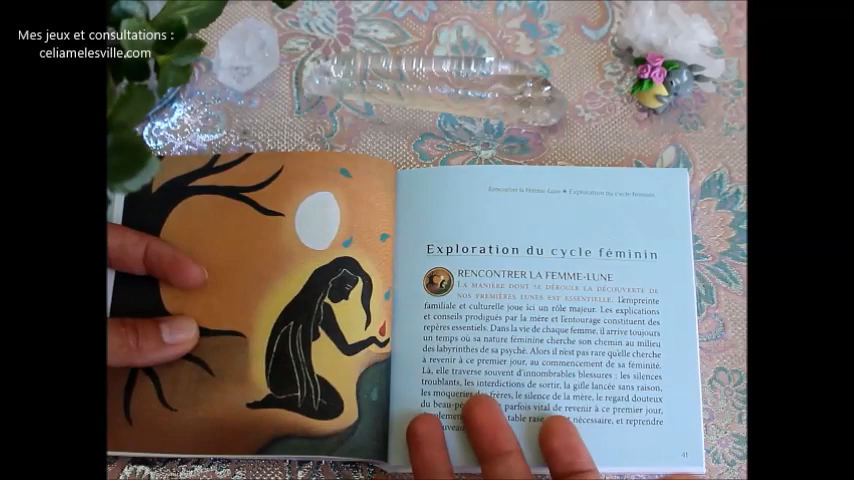 Mes jeux et consultations :
celiamelesville.com
Rencontrer la Femme-Lune • Exploration du cycle féminin
Exploration du cycle féminin
RENCONTRER LA FEMME-LUNE
LA MANIÈRE DONT SE DÉROULE LA DÉCOUVERTE DE
NOS PREMIÈRES LUNES EST ESSENTIELLE. L'empreinte
familiale et culturelle joue ici un rôle majeur. Les explications
et conseils prodigués par la mère et l'entourage constituent des
repères essentiels. Dans la vie de chaque femme, il arrive toujours
un temps où sa nature féminine cherche son chemin au milieu
des labyrinthes de sa psyché. Alors il n'est pas rare qu'elle cherche
à revenir à ce premier jour, au commencement de sa féminité.
Là, elle traverse souvent d'innombrables blessures : les silences
troublants, les interdictions de sortir, la gifle lancée sans raison,
les moqueries des frères, le silence de la mère, le regard douteux
du beau- parfois vital de revenir à ce premier jour,
table rase nécessaire, et reprendre
41